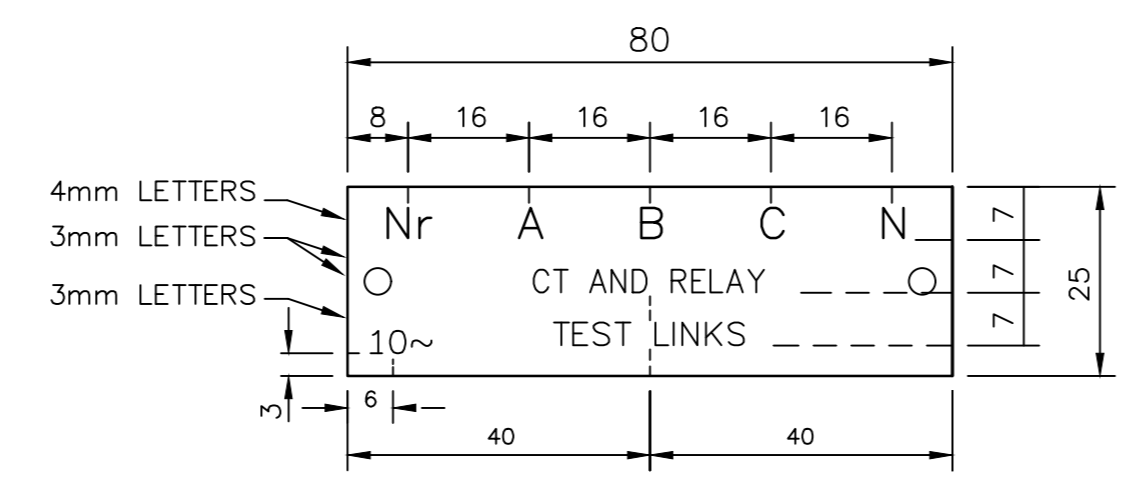 80
8 16 16 16 16
4mm LETTERS
Nr A B C N
7
3mm LETTERS
CT AND RELAY
7
25
3mm LETTERS
TEST LINKS
7
10~
3
6
40 40